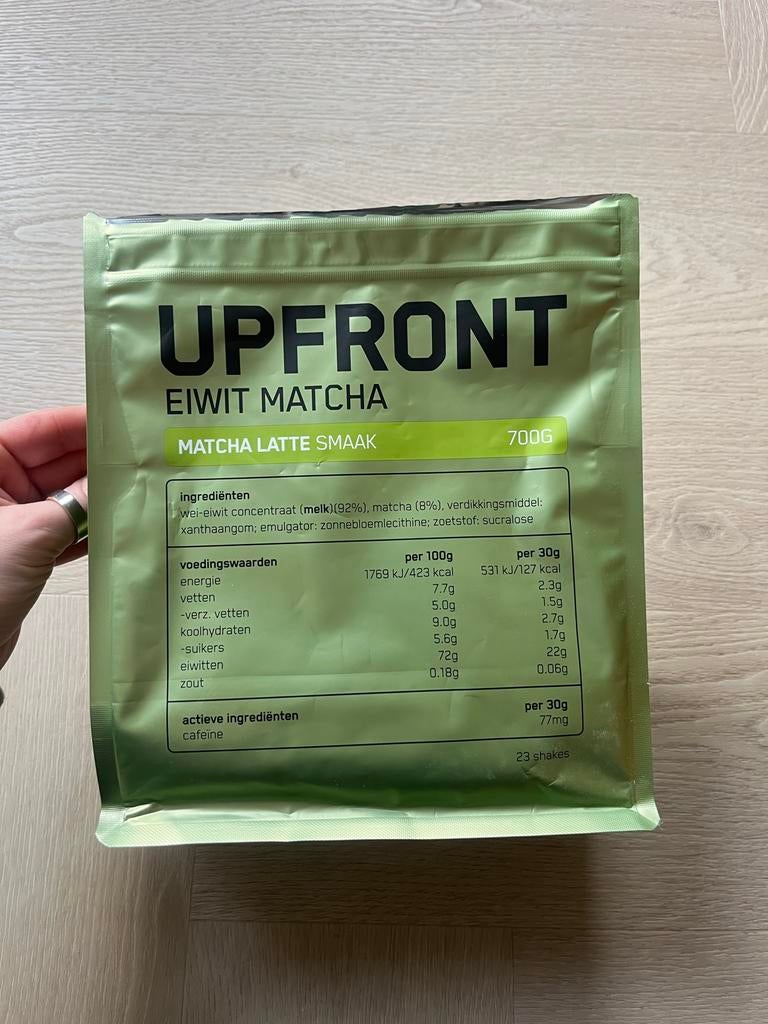 UPFRONT
EIWIT MATCHA
MATCHA LATTE SMAAK 700G
ingrediënten
wei-eiwit concentraat (melk)(92%), matcha (8%), verdikkingsmiddel:
xanthaangom; emulgator: zonnebloemlecithine; zoetstof: sucralose
voedingswaarden per 100g per 30g
energie 1769 kJ/423 kcal 531 kJ/127 kcal
vetten 7.7g 2.3g
-verz. vetten 5.0g 1.5g
koolhydraten 9.0g 2.7g
-suikers 5.6g 1.7g
eiwitten 72g 22g
zout 0.18g 0.06g
actieve ingrediënten per 30g
cafeïne 77mg
23 shakes